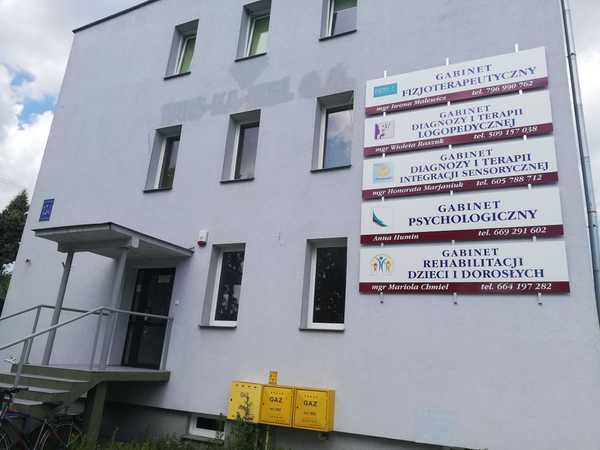 GABINET
FIZJOTERAPEUTYCZNY
mgr Iwona Malewicz tel. 796 990 762
GABINET
DIAGNOZY I TERAPII
LOGOPEDYCZNEJ
mgr Wioleta Raszuk tel. 509 157 038
GABINET
DIAGNOZY I TERAPII
INTEGRACJI SENSORYCZNEJ
mgr Honorata Marjaniuk tel. 605 788 712
GABINET
PSYCHOLOGICZNY
Anna Humin tel. 669 291 602
GABINET
REHABILITACJI
DZIECI I DOROSŁYCH
mgr Mariola Chmiel tel. 664 197 282
GAZ
GAZ